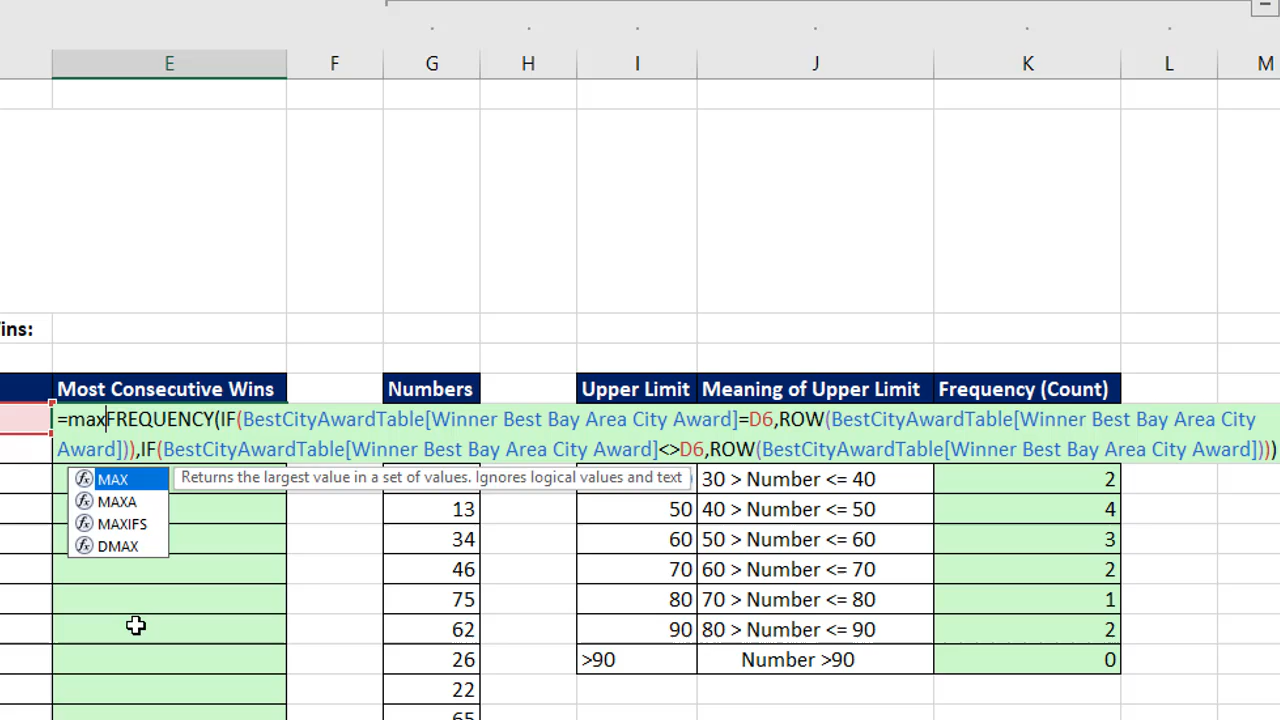 E F G H I J K L M
ins:
Most Consecutive Wins Numbers Upper Limit Meaning of Upper Limit Frequency (Count)
=maxFREQUENCY(IF(BestCityAwardTable[Winner Best Bay Area City Award]=D6,ROW(BestCityAwardTable[Winner Best Bay Area City
Award])),IF(BestCityAwardTable[Winner Best Bay Area City Award]<>D6,ROW(BestCityAwardTable[Winner Best Bay Area City Award])))
MAX Returns the largest value in a set of values. Ignores logical values and text 30 > Number <= 40 2
MAXA 13 50 40 > Number <= 50 4
MAXIFS 34 60 50 > Number <= 60 3
DMAX
46 70 60 > Number <= 70 2
75 80 70 > Number <= 80 1
62 90 80 > Number <= 90 2
26 >90 Number >90 0
22
65